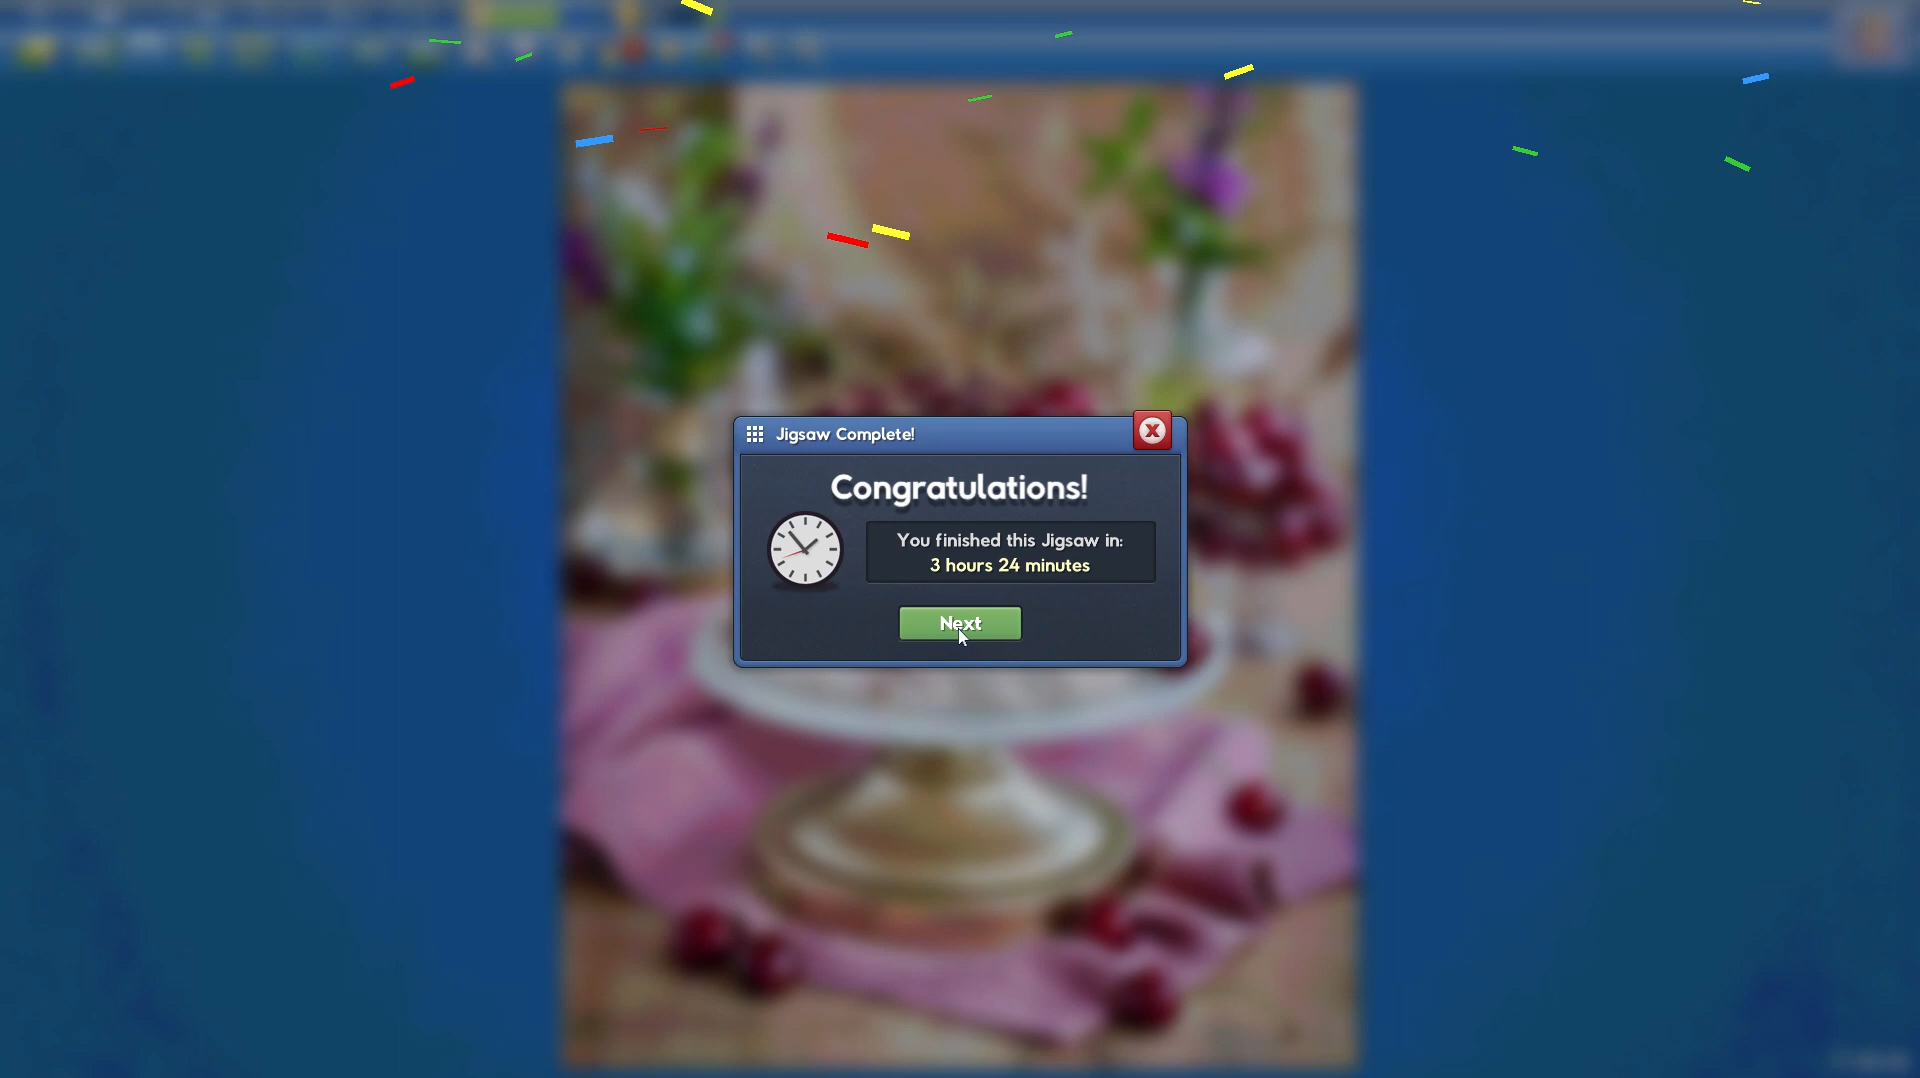 Jigsaw Complete!
Congratulations!
You finished this Jigsaw in:
3 hours 24 minutes
Next